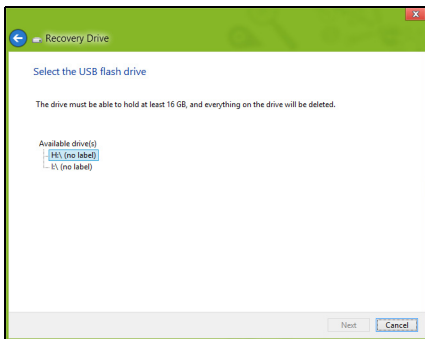 x
Recovery Drive
Select the USB flash drive
The drive must be able to hold at least 16 GB, and everything on the drive will be deleted.
Available drive(s)
H:\ (no label)
I:\ (no label)
Next Cancel